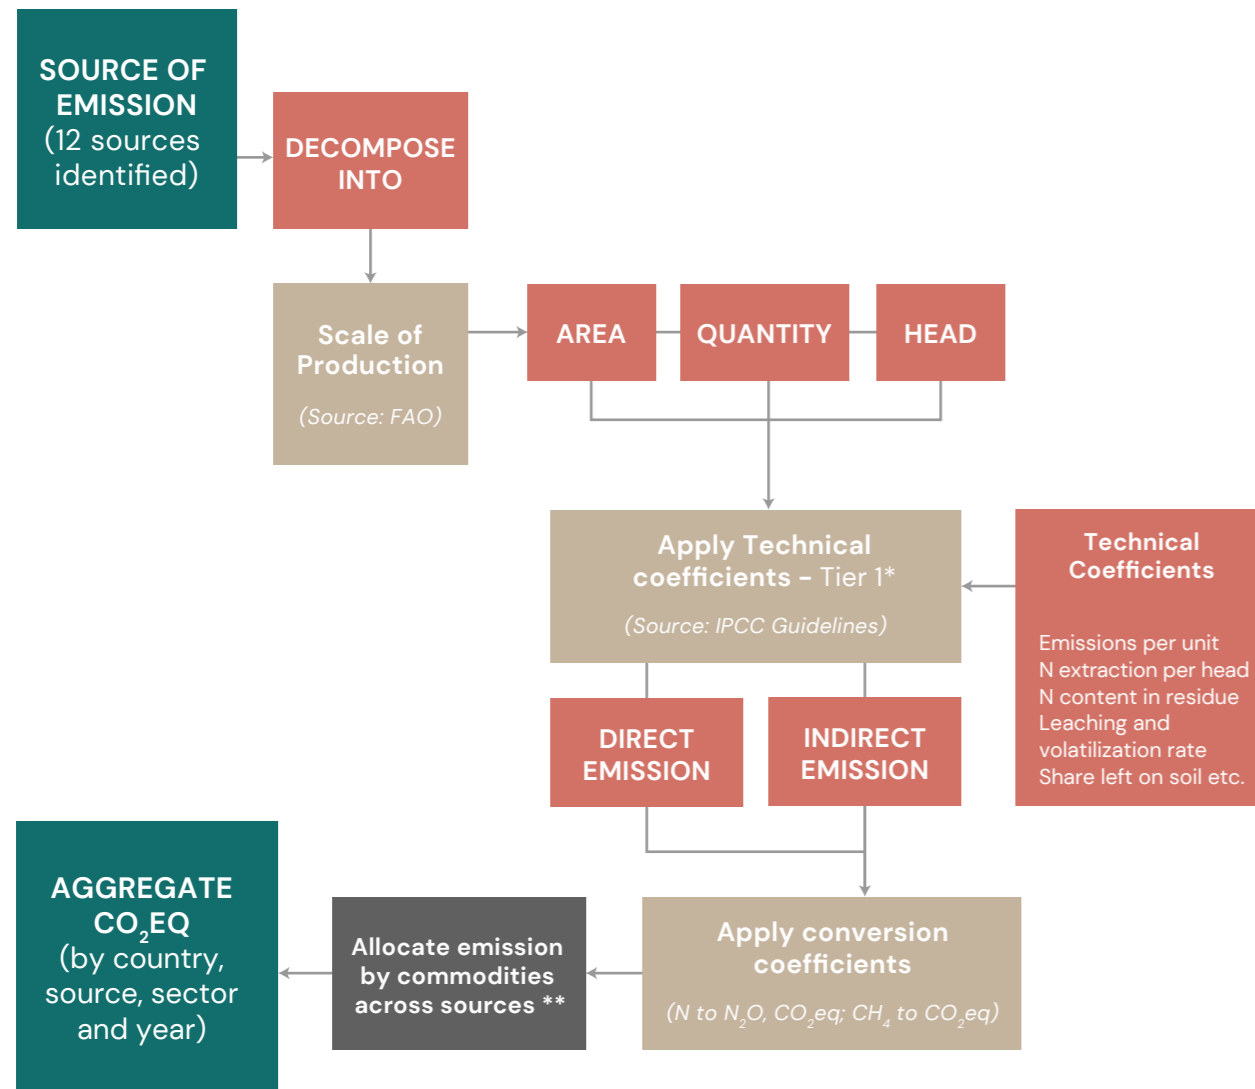 SOURCE OF
EMISSION
(12 sources
identified)
DECOMPOSE
INTO
Scale of
Production
(Source: FAO)
AREA
QUANTITY
HEAD
Apply Technical
coefficients – Tier 1*
(Source: IPCC Guidelines)
Technical
Coefficients
Emissions per unit
N extraction per head
N content in residue
Leaching and
volatilization rate
Share left on soil etc.
DIRECT
EMISSION
INDIRECT
EMISSION
AGGREGATE
CO₂EQ
(by country,
source, sector
and year)
Allocate emission
by commodities
across sources **
Apply conversion
coefficients
(N to N₂O, CO₂eq; CH₄ to CO₂eq)